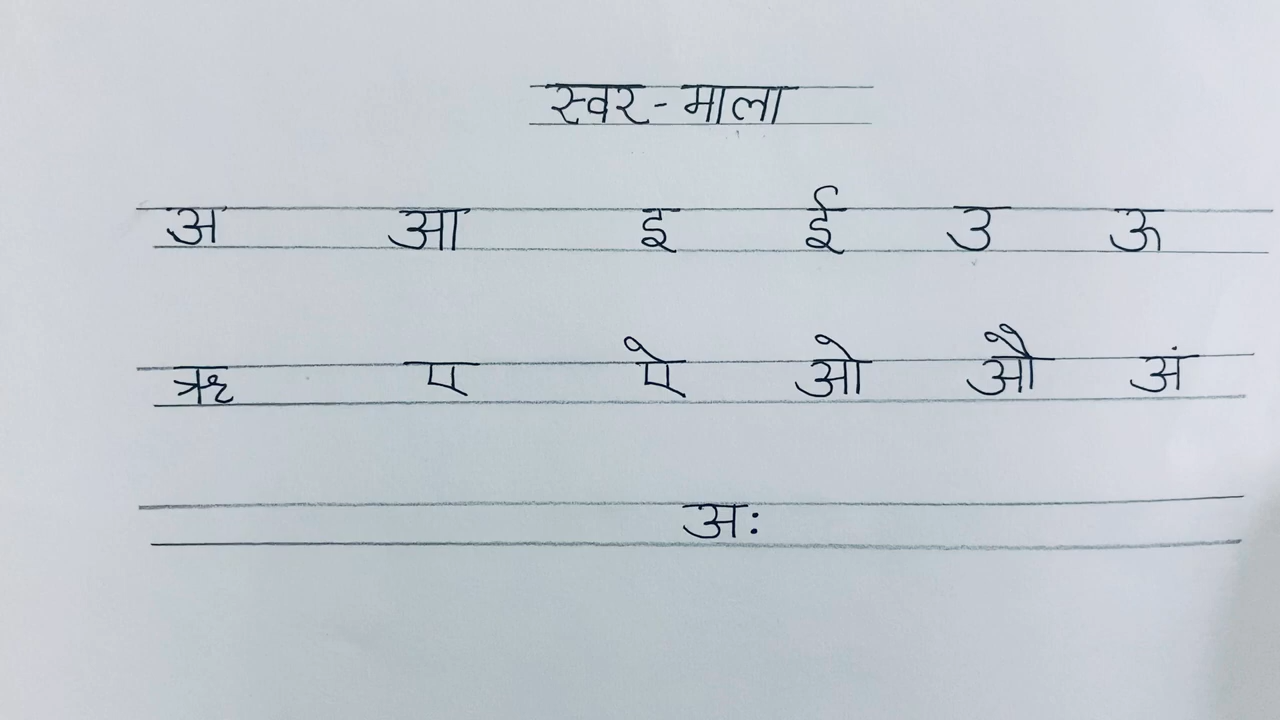 स्वर-माला
अ आ इ ई उ ऊ
ऋ ए ऐ ओ औ अं
अः